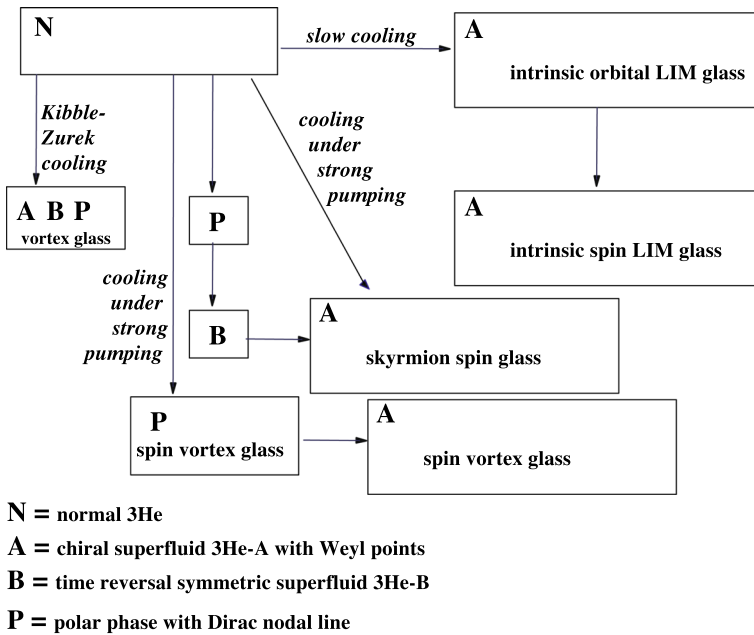 N
slow cooling
A
intrinsic orbital LIM glass
Kibble-
Zurek
cooling
cooling
under
strong
pumping
A B P
vortex glass
P
A
intrinsic spin LIM glass
cooling
under
strong
pumping
B
A
skyrmion spin glass
P
spin vortex glass
A
spin vortex glass
N = normal 3He
A = chiral superfluid 3He-A with Weyl points
B = time reversal symmetric superfluid 3He-B
P = polar phase with Dirac nodal line